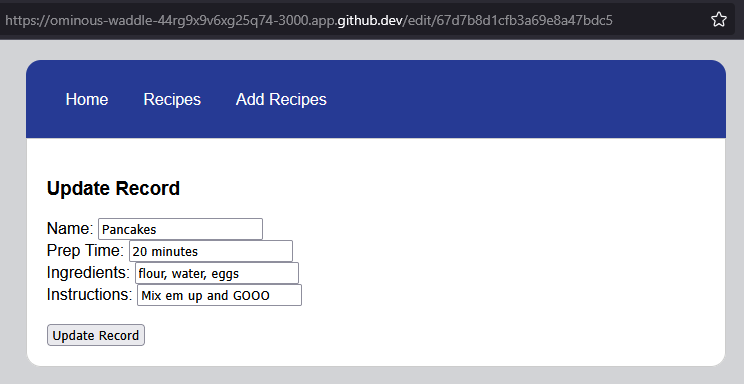 https://ominous-waddle-44rg9x9v6xg25q74-3000.app.github.dev/edit/67d7b8d1cfb3a69e8a47bdc5
Home Recipes Add Recipes
Update Record
Name: Pancakes
Prep Time: 20 minutes
Ingredients: flour, water, eggs
Instructions: Mix em up and GOOO
Update Record